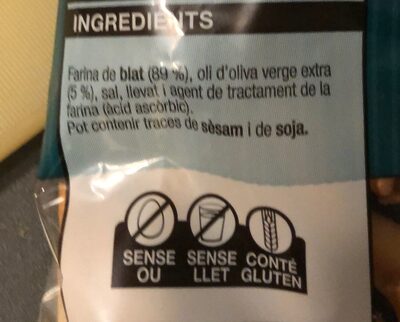 INGREDIENTS
Farina de blat (89 %), oli d'oliva verge extra
(5 %), sal, llevat i agent de tractament de la
farina (àcid ascòrbic).
Pot contenir traces de sèsam i de soja.
SENSE OU
SENSE LLET
CONTÉ GLUTEN